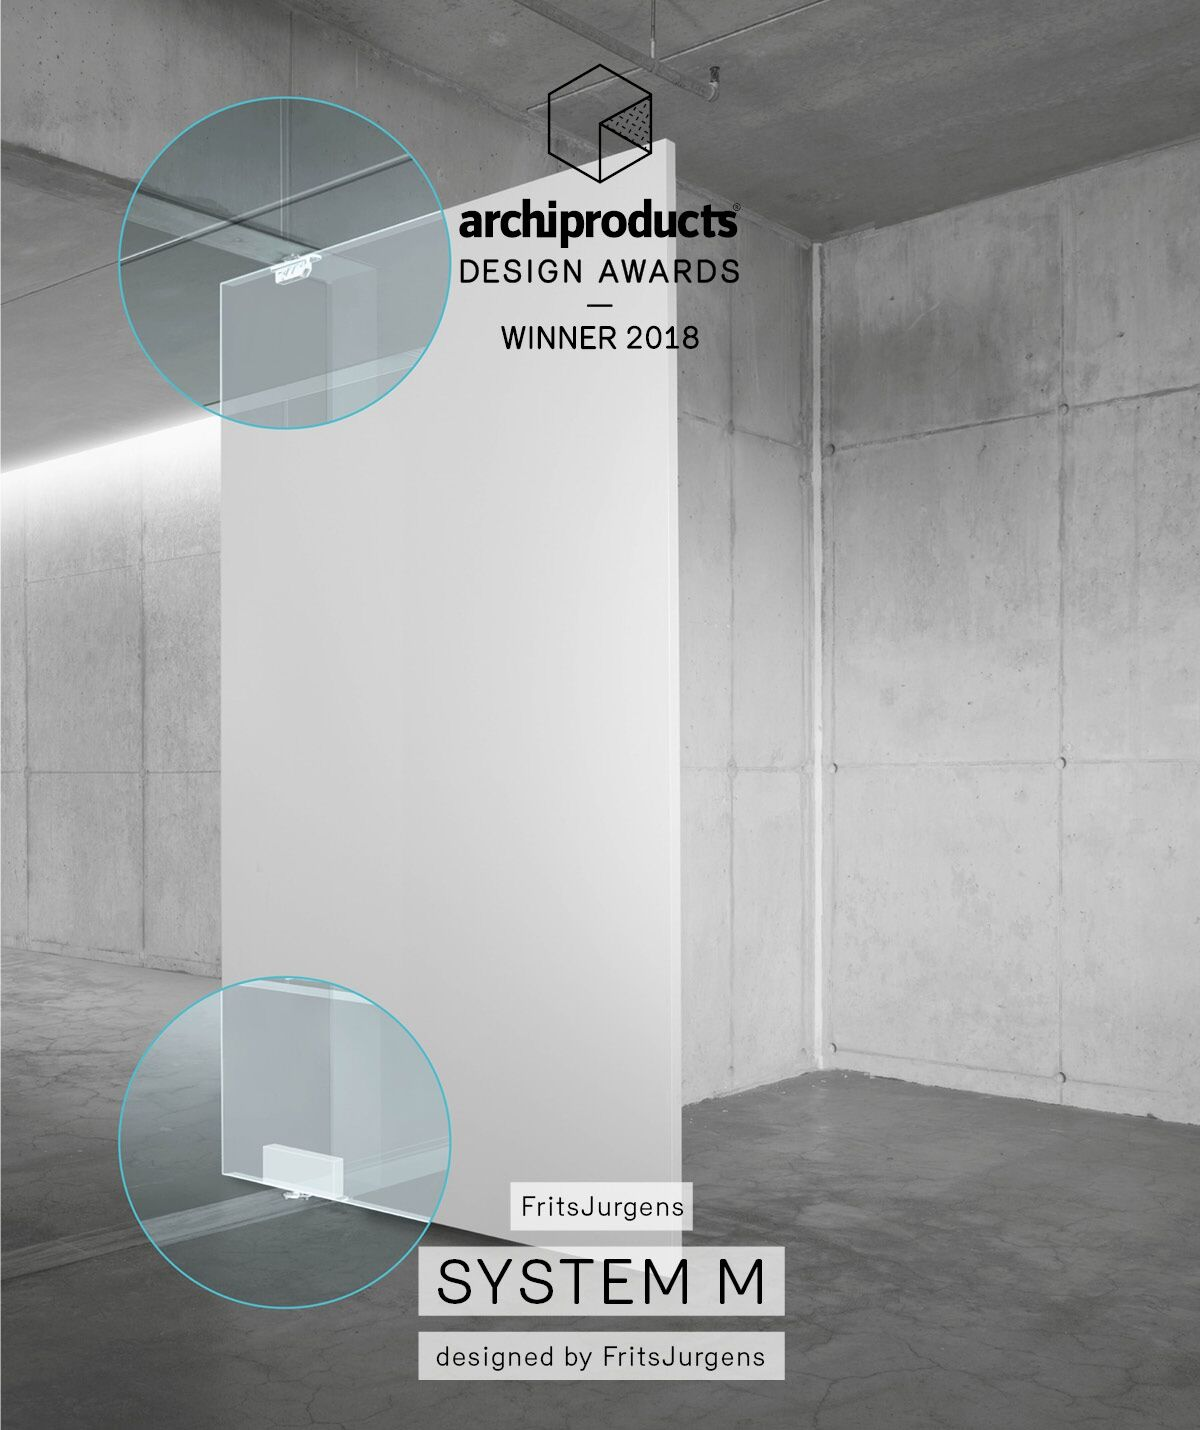 archiproducts®
DESIGN AWARDS
—
WINNER 2018
FritsJurgens
SYSTEM M
designed by FritsJurgens